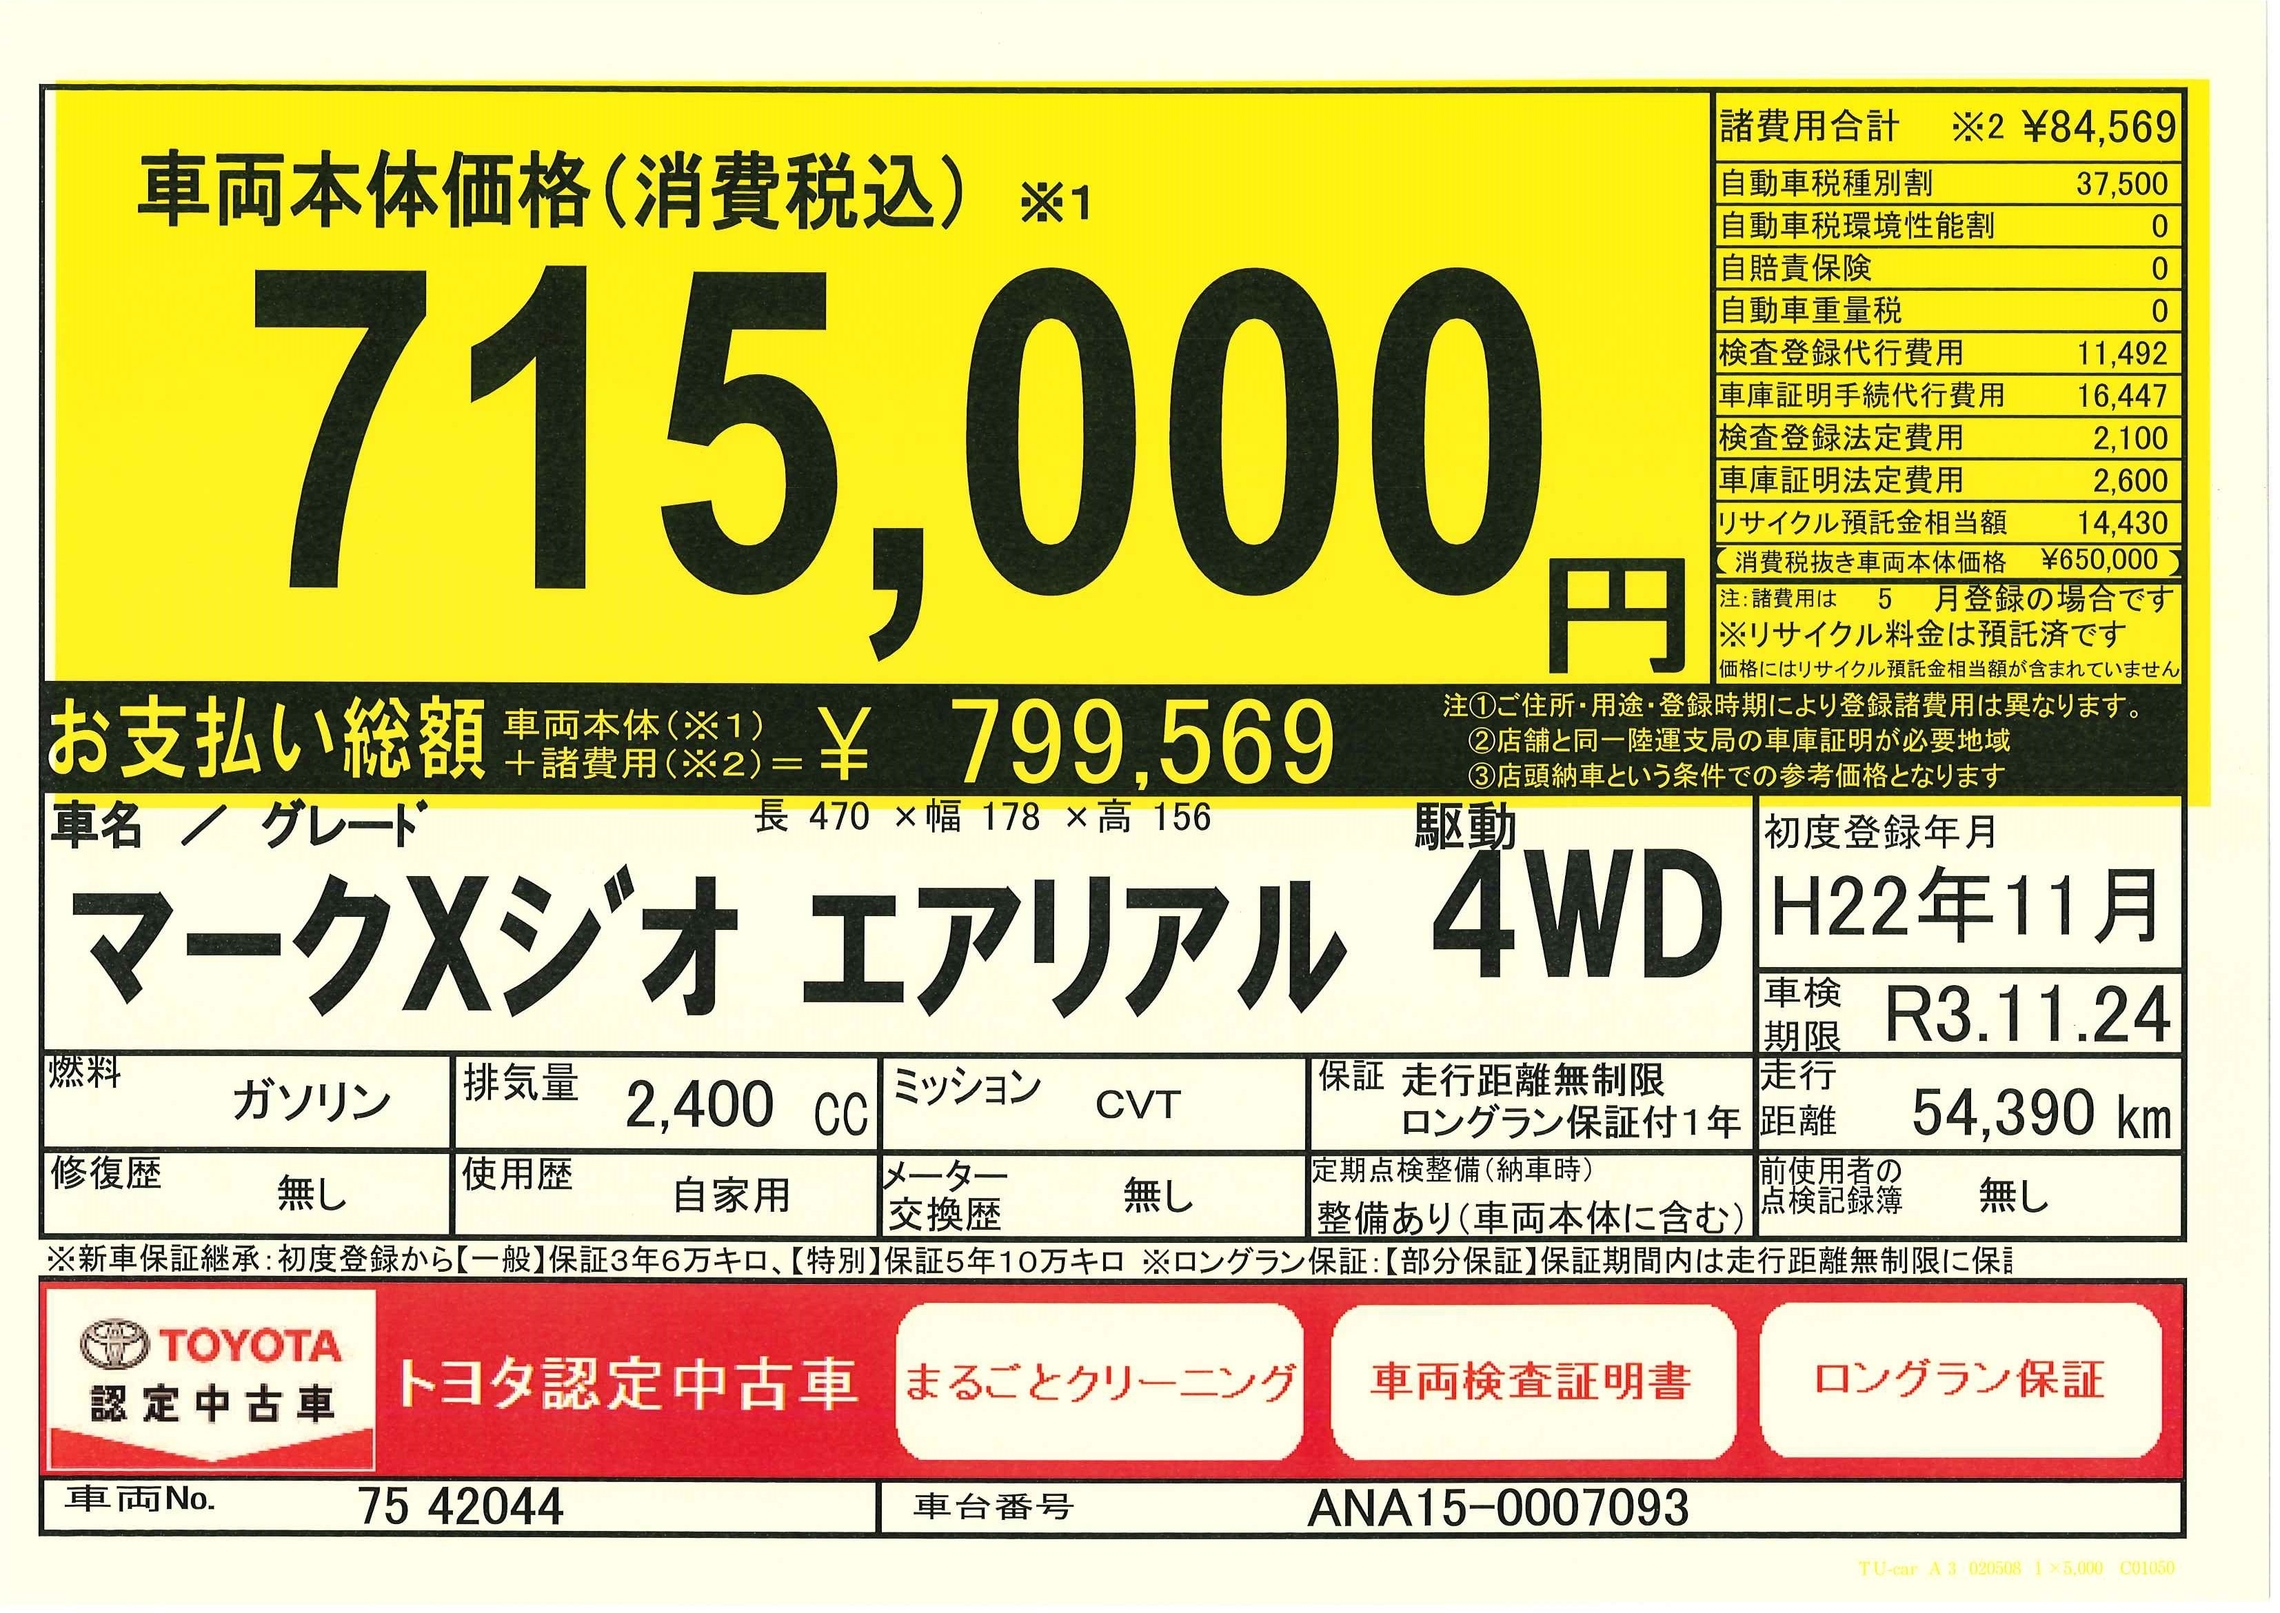 車両本体価格(消費税込) ※1
715,000円
諸費用合計 ※2 ¥84,569
自動車税種別割 37,500
自動車税環境性能割 0
自賠責保険 0
自動車重量税 0
検査登録代行費用 11,492
車庫証明手続代行費用 16,447
検査登録法定費用 2,100
車庫証明法定費用 2,600
リサイクル預託金相当額 14,430
(消費税抜き車両本体価格 ¥650,000)
注:諸費用は 5 月登録の場合です
※リサイクル料金は預託済です
価格にはリサイクル預託金相当額が含まれていません
お支払い総額 車両本体(※1)
+諸費用(※2)= ¥ 799,569
注①ご住所・用途・登録時期により登録諸費用は異なります。
②店舗と同一陸運支局の車庫証明が必要地域
③店頭納車という条件での参考価格となります
車名 / グレード 長 470 ×幅 178 ×高 156 駆動
マークXジオ エアリアル 4WD
初度登録年月
H22年11月
車検期限 R3.11.24
燃料 ガソリン
排気量 2,400 CC
ミッション CVT
保証 走行距離無制限
ロングラン保証付1年
走行距離 54,390 km
修復歴 無し
使用歴 自家用
メーター交換歴 無し
定期点検整備(納車時)
整備あり(車両本体に含む)
前使用者の点検記録簿 無し
※新車保証継承:初度登録から【一般】保証3年6万キロ、【特別】保証5年10万キロ ※ロングラン保証:【部分保証】保証期間内は走行距離無制限に保証
TOYOTA
認定中古車
トヨタ認定中古車
まるごとクリーニング
車両検査証明書
ロングラン保証
車両No. 75 42044
車台番号 ANA15-0007093
TU-car A3 020508 1×5,000 C01050